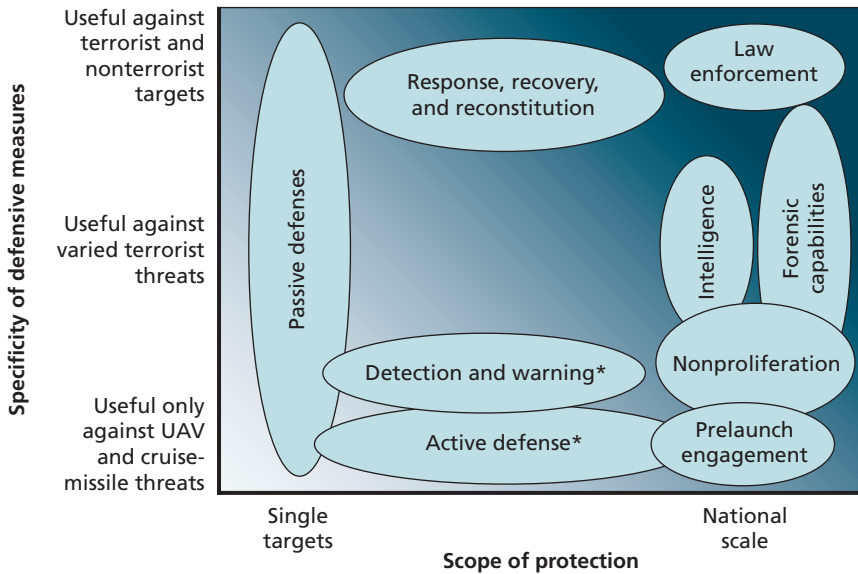 Specificity of defensive measures
Useful against
terrorist and
nonterrorist
targets
Useful against
varied terrorist
threats
Useful only
against UAV
and cruise-
missile threats
Passive defenses
Response, recovery,
and reconstitution
Law
enforcement
Intelligence
Forensic
capabilities
Detection and warning*
Nonproliferation
Active defense*
Prelaunch
engagement
Single
targets
National
scale
Scope of protection